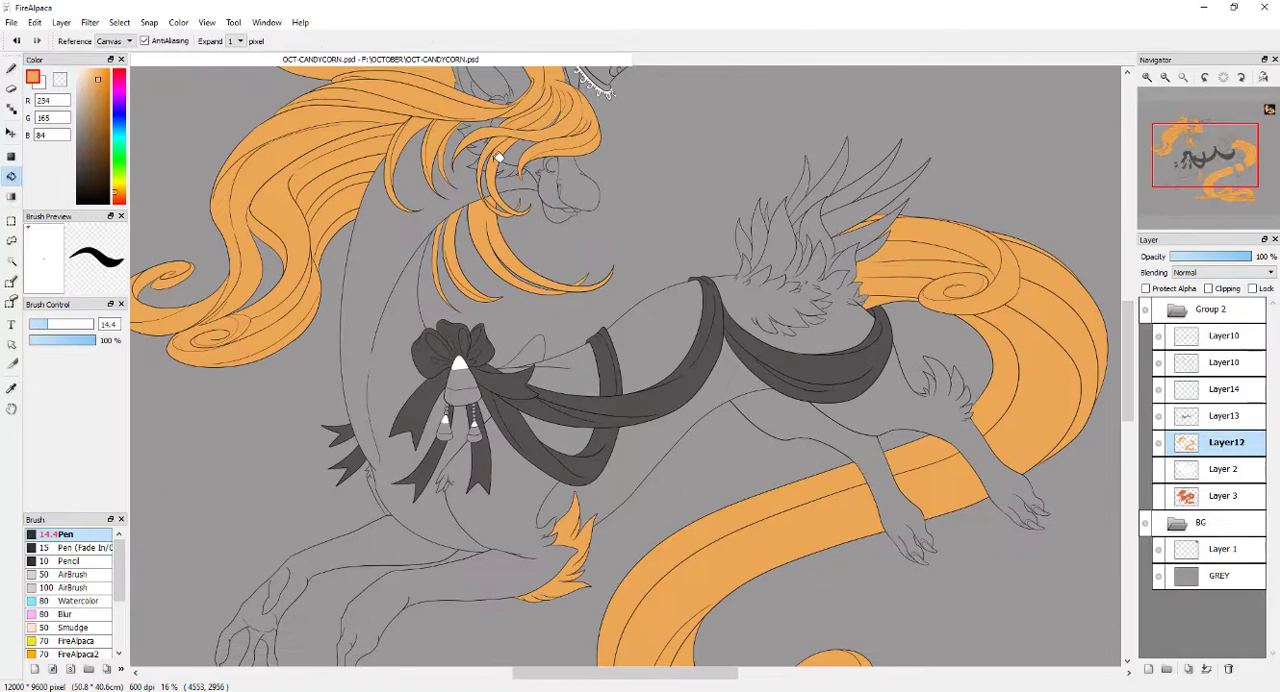 FireAlpaca
File Edit Layer Filter Select Snap Color View Tool Window Help
Reference Canvas AntiAliasing Expand 1 pixel
Color
OCT-CANDYCORN.psd - F:\OCTOBER\OCT-CANDYCORN.psd
Navigator
R 234
G 165
B 84
Brush Preview
Brush Control
14.4
100 %
Brush
14.4 Pen
15 Pen (Fade In/O
10 Pencil
50 AirBrush
100 AirBrush
80 Watercolor
80 Blur
50 Smudge
70 FireAlpaca
70 FireAlpaca2
Layer
Opacity 100 %
Blending Normal
Protect Alpha Clipping Lock
Group 2
Layer10
Layer10
Layer14
Layer13
Layer12
Layer 2
Layer 3
BG
Layer 1
GREY
12000 * 9600 pixel (50.8 * 40.6cm) 600 dpi 16 % ( 4553, 2956 )